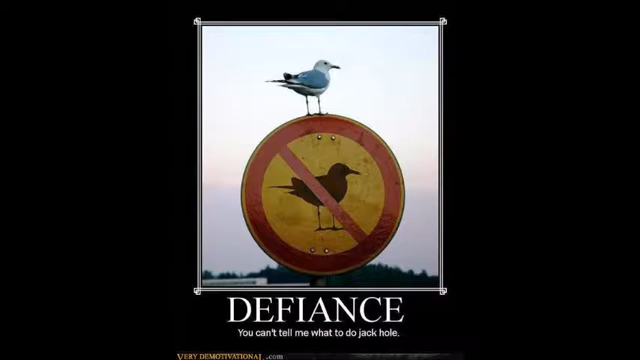 DEFIANCE
You can't tell me what to do jack hole.
VERY DEMOTIVATIONAL .com